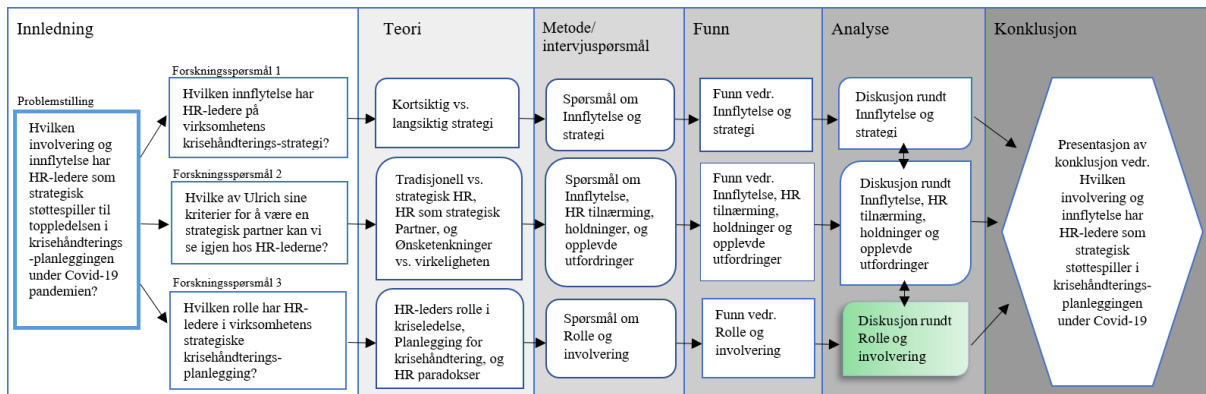 Innledning
Problemstilling
Hvilken
involvering og
innflytelse har
HR-ledere som
strategisk
støttespiller til
toppledelsen i
krisehåndterings
-planleggingen
under Covid-19
pandemien?
Forskningsspørsmål 1
Hvilken innflytelse har
HR-ledere på
virksomhetens
krisehåndterings-strategi?
Forskningsspørsmål 2
Hvilke av Ulrich sine
kriterier for å være en
strategisk partner kan vi
se igjen hos HR-lederne?
Forskningsspørsmål 3
Hvilken rolle har HR-
ledere i virksomhetens
strategiske
krisehåndterings-
planlegging?
Teori
Kortsiktig vs.
langsiktig strategi
Tradisjonell vs.
strategisk HR,
HR som strategisk
Partner, og
Ønsketenkninger
vs. virkeligheten
HR-leders rolle i
kriseledelse,
Planlegging for
krisehåndtering, og
HR paradokser
Metode/
intervjuspørsmål
Spørsmål om
Innflytelse og
strategi
Spørsmål om
Innflytelse,
HR tilnærming,
holdninger, og
opplevde
utfordringer
Spørsmål om
Rolle og
involvering
Funn
Funn vedr.
Innflytelse og
strategi
Funn vedr.
Innflytelse, HR
tilnærming,
holdninger og
opplevde
utfordringer
Funn vedr.
Rolle og
involvering
Analyse
Diskusjon rundt
Innflytelse og
strategi
Diskusjon rundt
Innflytelse, HR
tilnærming,
holdninger og
opplevde
utfordringer
Diskusjon rundt
Rolle og
involvering
Konklusjon
Presentasjon av
konklusjon vedr.
Hvilken
involvering og
innflytelse har
HR-ledere som
strategisk
støttespiller i
krisehåndterings-
planleggingen
under Covid-19